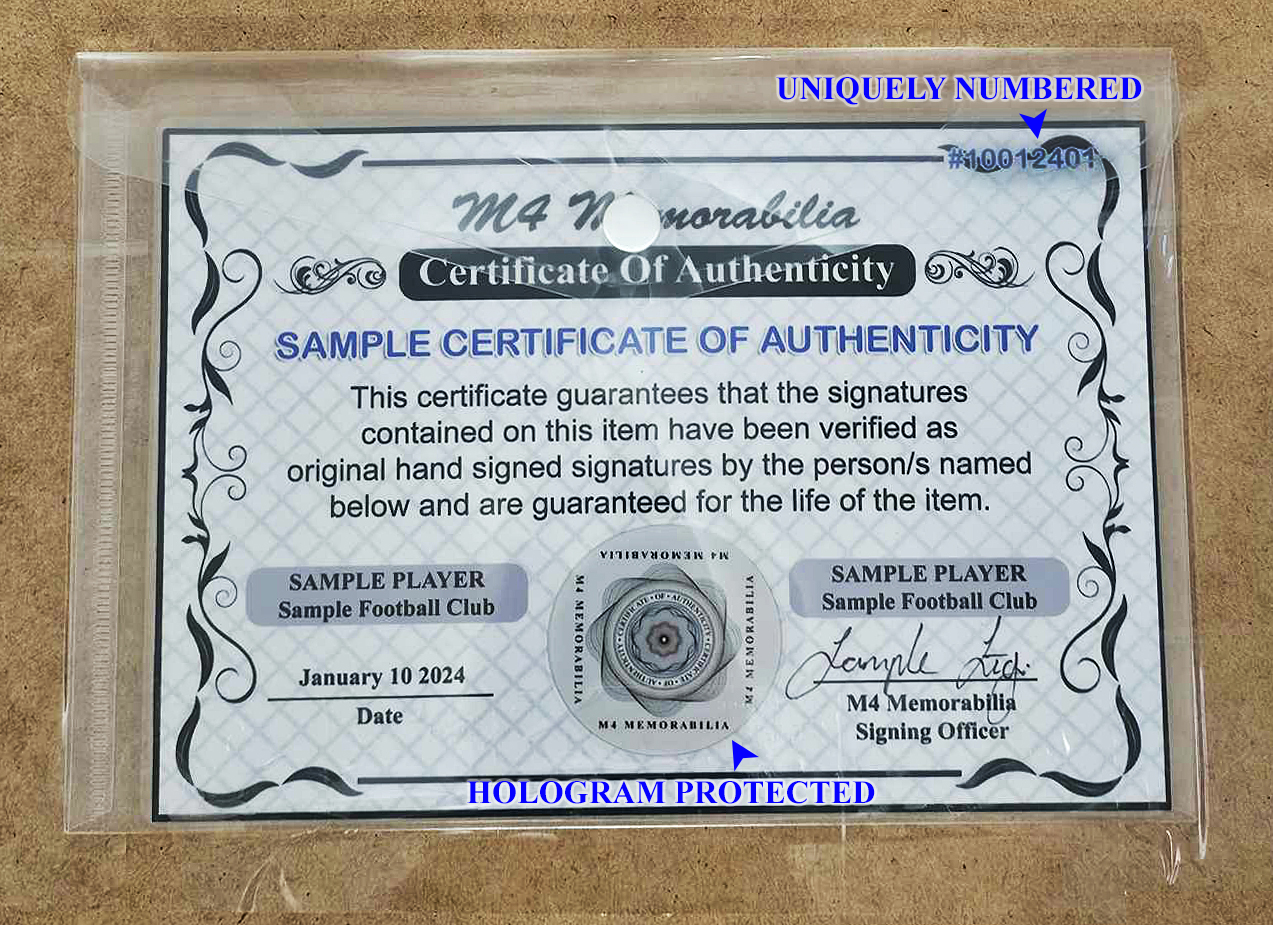 UNIQUELY NUMBERED
#10012401
M4 Memorabilia
Certificate Of Authenticity
SAMPLE CERTIFICATE OF AUTHENTICITY
This certificate guarantees that the signatures
contained on this item have been verified as
original hand signed signatures by the person/s named
below and are guaranteed for the life of the item.
SAMPLE PLAYER
Sample Football Club
January 10 2024
Date
M4 MEMORABILIA
M4 MEMORABILIA
M4 MEMORABILIA
M4 MEMORABILIA
CERTIFICATE • OF • AUTHENTICITY • CERTIFICATE • OF • AUTHENTICITY •
SAMPLE PLAYER
Sample Football Club
M4 Memorabilia
Signing Officer
HOLOGRAM PROTECTED